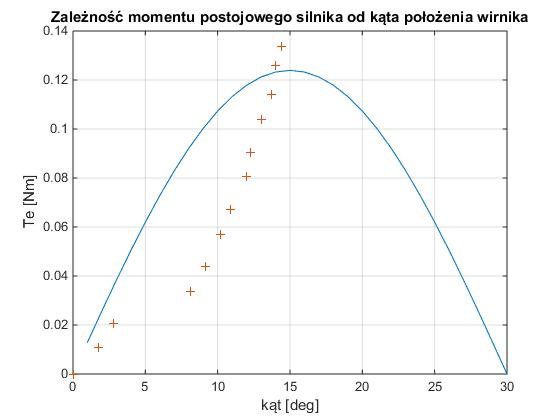 Zależność momentu postojowego silnika od kąta położenia wirnika
0.14
0.12
0.1
0.08
0.06
0.04
0.02
0
Te [Nm]
0 5 10 15 20 25 30
kąt [deg]